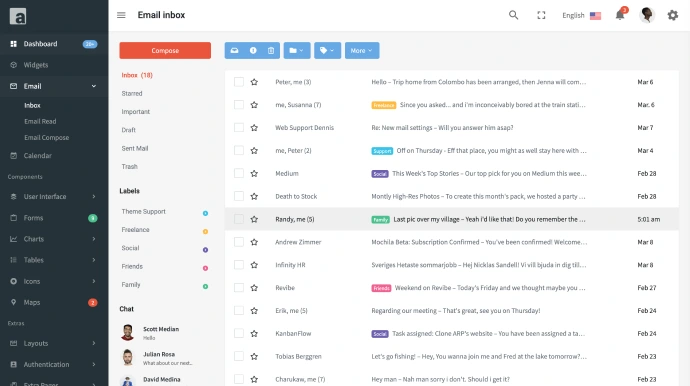 a
Email inbox
English
3
Dashboard
20+
Widgets
Email
Inbox
Email Read
Email Compose
Calendar
Components
User Interface
Forms
Charts
Tables
Icons
Maps
2
Extras
Layouts
Authentication
Extra Pages
Compose
Inbox (18)
Starred
Important
Draft
Sent Mail
Trash
Labels
Theme Support
Freelance
Social
Friends
Family
Chat
Scott Median
Hello
Julian Rosa
What about our next..
David Medina
More
Peter, me (3) Hello – Trip home from Colombo has been arranged, then Jenna will com… Mar 6
me, Susanna (7) Freelance Since you asked... and i'm inconceivably bored at the train stati… Mar. 6
Web Support Dennis Re: New mail settings – Will you answer him asap? Mar 7
me, Peter (2) Support Off on Thursday - Eff that place, you might as well stay here with … Mar 4
Medium Social This Week's Top Stories – Our top pick for you on Medium this wee… Feb 28
Death to Stock Montly High-Res Photos – To create this month's pack, we hosted a party … Feb 28
Randy, me (5) Family Last pic over my village – Yeah i'd like that! Do you remember the … 5:01 am
Andrew Zimmer Mochila Beta: Subscription Confirmed – You've been confirmed! Welcome… Mar 8
Infinity HR Sveriges Hetaste sommarjobb – Hej Nicklas Sandell! Vi vill bjuda in dig till… Mar 8
Revibe Friends Weekend on Revibe – Today's Friday and we thought maybe you … Feb 27
Erik, me (5) Regarding our meeting – That's great, see you on Thursday! Feb 24
KanbanFlow Social Task assigned: Clone ARP's website – You have been assigned a ta… Feb 24
Tobias Berggren Let's go fishing! – Hey, You wanna join me and Fred at the lake tomorrow?… Feb 23
Charukaw, me (7) Hey man – Nah man sorry i don't. Should i get it? Feb 23